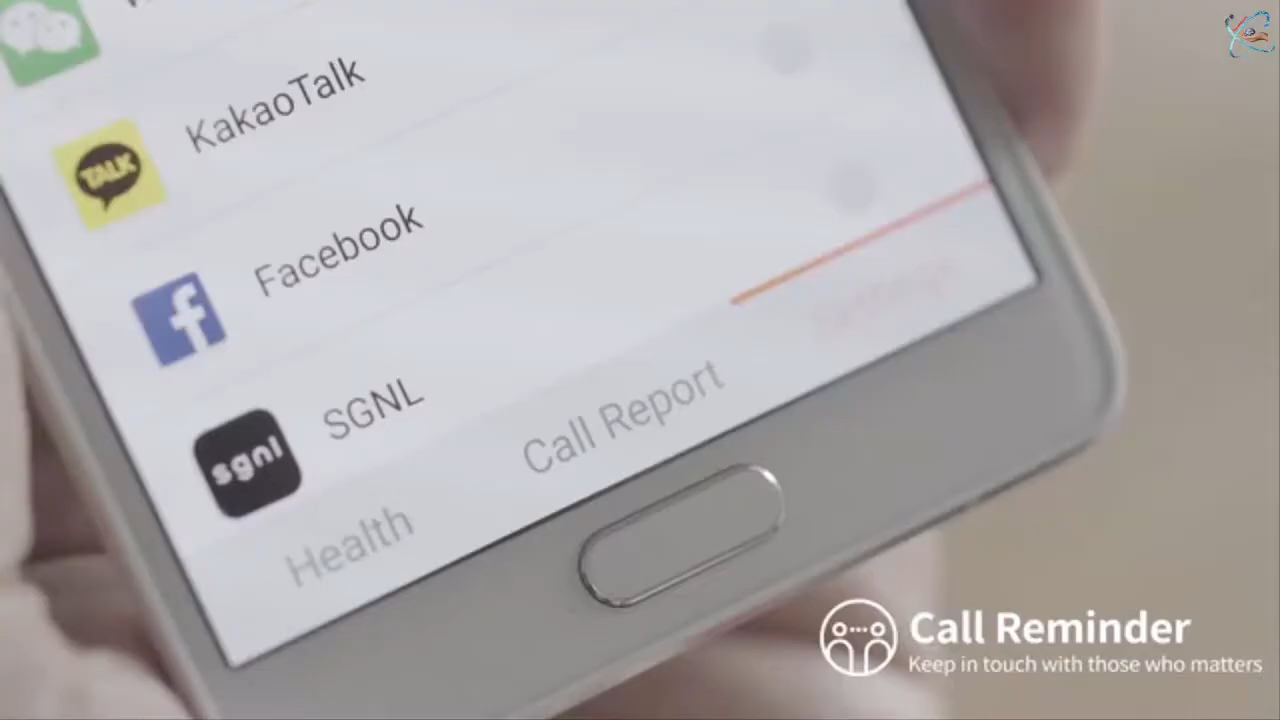 KakaoTalk
TALK
Facebook
f
SGNL
sgnl
Call Report
Health
Call Reminder
Keep in touch with those who matters